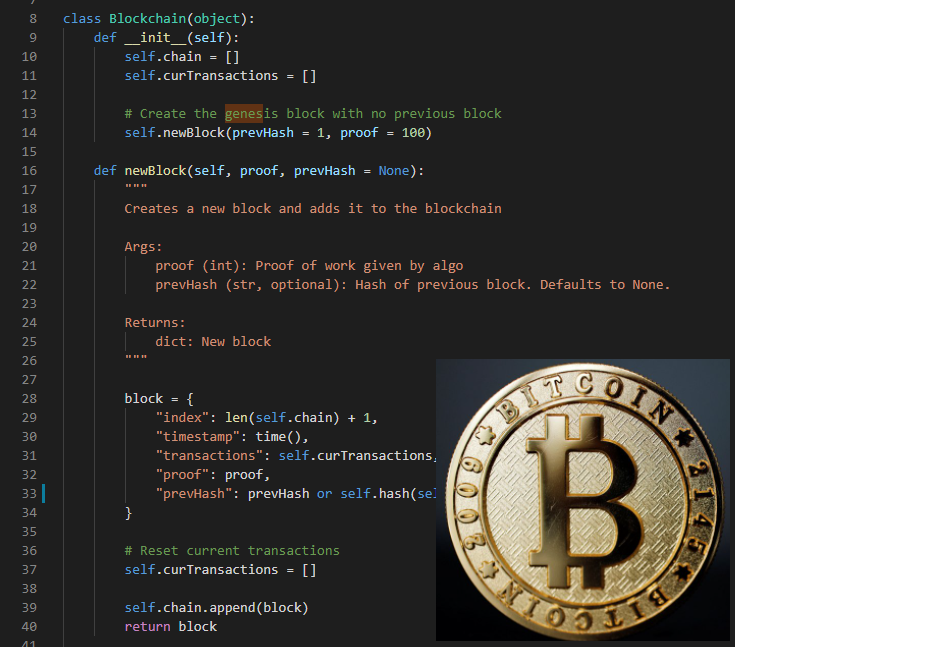 8 class Blockchain(object):
9 def __init__(self):
10 self.chain = []
11 self.curTransactions = []
12
13 # Create the genesis block with no previous block
14 self.newBlock(prevHash = 1, proof = 100)
15
16 def newBlock(self, proof, prevHash = None):
17 """
18 Creates a new block and adds it to the blockchain
19
20 Args:
21 proof (int): Proof of work given by algo
22 prevHash (str, optional): Hash of previous block. Defaults to None.
23
24 Returns:
25 dict: New block
26 """
27
28 block = {
29 "index": len(self.chain) + 1,
30 "timestamp": time(),
31 "transactions": self.curTransactions,
32 "proof": proof,
33 "prevHash": prevHash or self.hash(sel
34 }
35
36 # Reset current transactions
37 self.curTransactions = []
38
39 self.chain.append(block)
40 return block
41
BITCOIN
2009
2145
BITCOIN